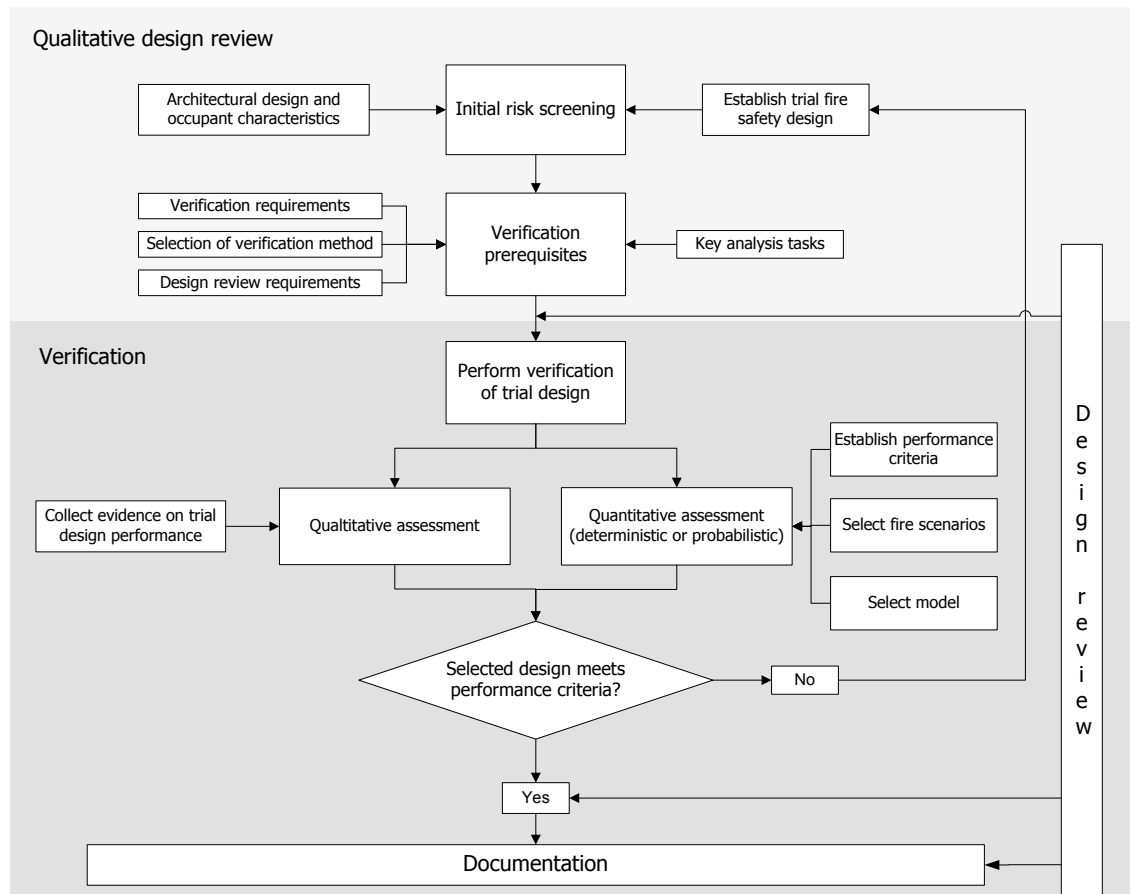 Qualitative design review
Architectural design and
occupant characteristics
Initial risk screening
Establish trial fire
safety design
Verification requirements
Selection of verification method
Design review requirements
Verification
prerequisites
Key analysis tasks
Verification
Perform verification
of trial design
Establish performance
criteria
Collect evidence on trial
design performance
Qualtitative assessment
Quantitative assessment
(deterministic or probabilistic)
Select fire scenarios
Select model
Selected design meets
performance criteria?
No
Yes
Documentation
Design review